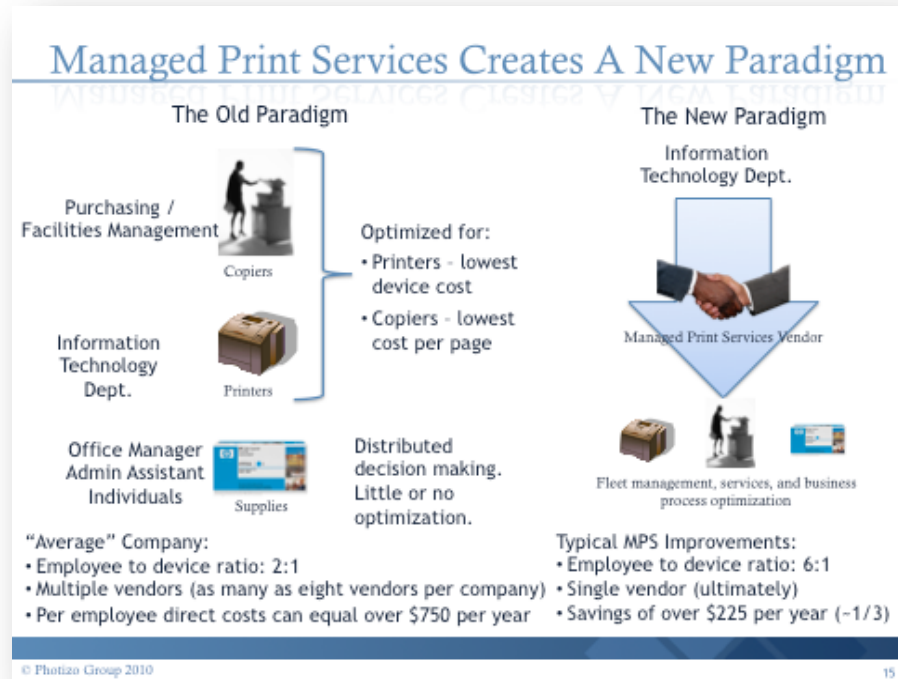 Managed Print Services Creates A New Paradigm
The Old Paradigm
Purchasing /
Facilities Management
Copiers
Information
Technology
Dept.
Printers
Optimized for:
• Printers - lowest
device cost
• Copiers - lowest
cost per page
Office Manager
Admin Assistant
Individuals
Supplies
Distributed
decision making.
Little or no
optimization.
"Average" Company:
• Employee to device ratio: 2:1
• Multiple vendors (as many as eight vendors per company)
• Per employee direct costs can equal over $750 per year
The New Paradigm
Information
Technology Dept.
Managed Print Services Vendor
Fleet management, services, and business
process optimization
Typical MPS Improvements:
• Employee to device ratio: 6:1
• Single vendor (ultimately)
• Savings of over $225 per year (~1/3)
© Photizo Group 2010
15